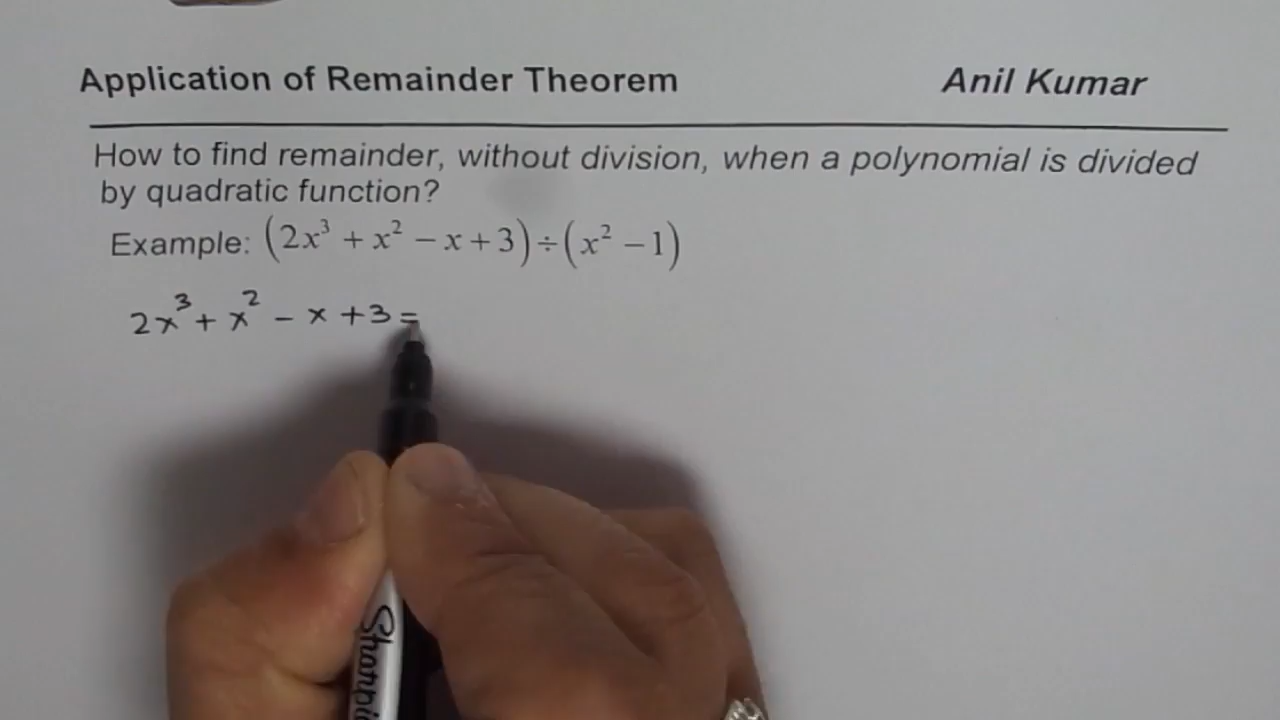 Application of Remainder Theorem Anil Kumar
How to find remainder, without division, when a polynomial is divided
by quadratic function?
Example: (2x³ + x² − x + 3) ÷ (x² − 1)
2x³ + x² − x + 3 =
Sharpie